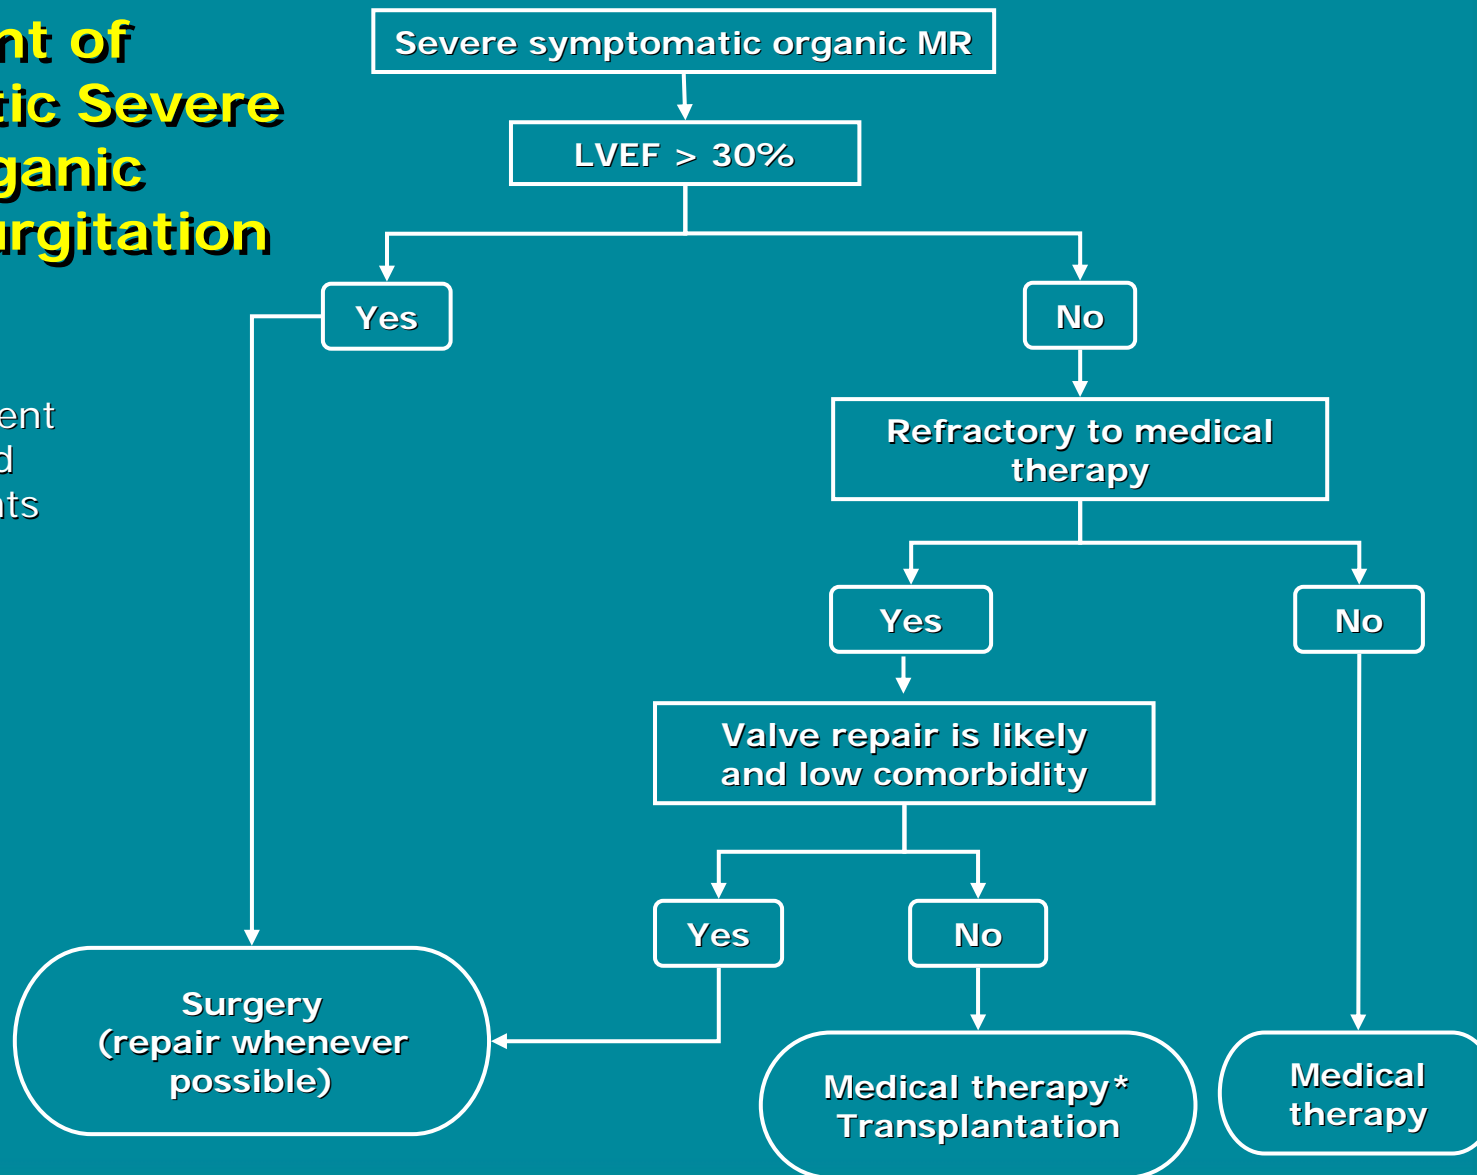 nt of
tic Severe
ganic
urgitation
ent
d
nts
Severe symptomatic organic MR
LVEF > 30%
Yes
No
Refractory to medical
therapy
Yes
No
Valve repair is likely
and low comorbidity
Yes
No
Surgery
(repair whenever
possible)
Medical therapy*
Transplantation
Medical
therapy